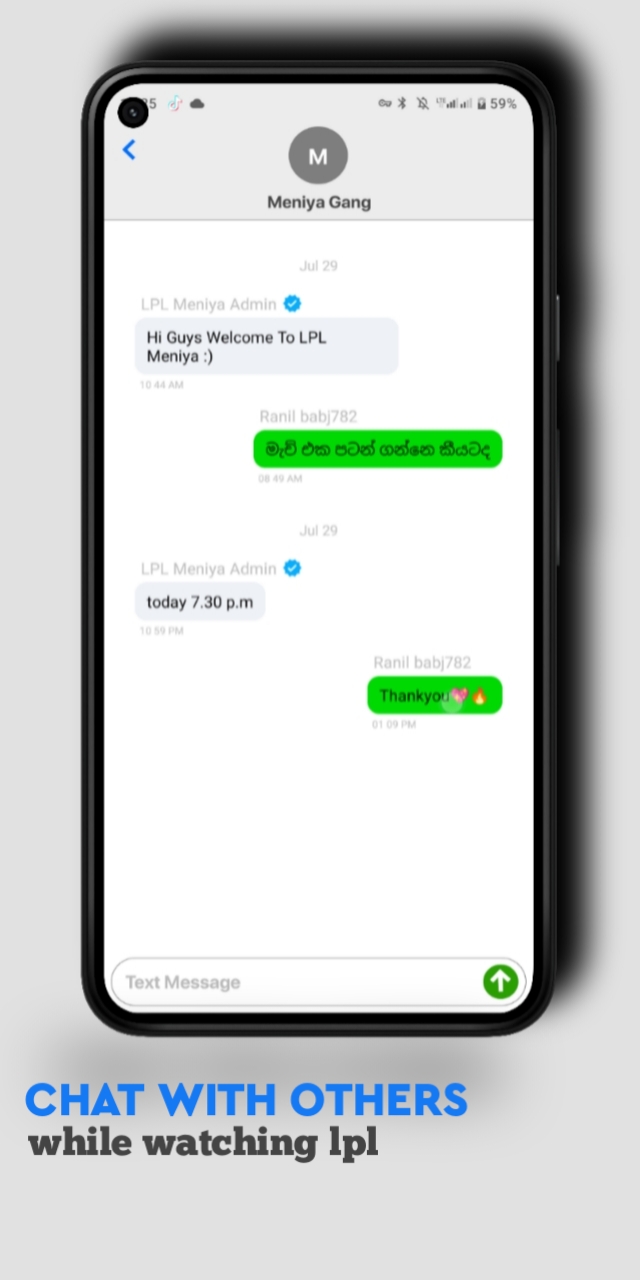 59%
M
Meniya Gang
Jul 29
LPL Meniya Admin
Hi Guys Welcome To LPL
Meniya :)
10 44 AM
Ranil babj782
මැච් එක පටන් ගන්නෙ කීයටද
08 49 AM
Jul 29
LPL Meniya Admin
today 7.30 p.m
10 59 PM
Ranil babj782
Thankyou💖🔥
01 09 PM
Text Message
CHAT WITH OTHERS
while watching lpl